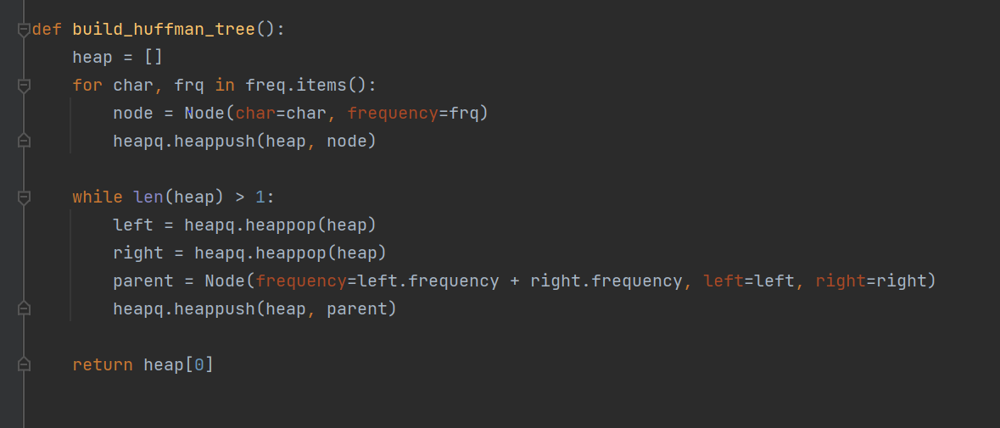 def build_huffman_tree():
    heap = []
    for char, frq in freq.items():
        node = Node(char=char, frequency=frq)
        heapq.heappush(heap, node)

    while len(heap) > 1:
        left = heapq.heappop(heap)
        right = heapq.heappop(heap)
        parent = Node(frequency=left.frequency + right.frequency, left=left, right=right)
        heapq.heappush(heap, parent)

    return heap[0]